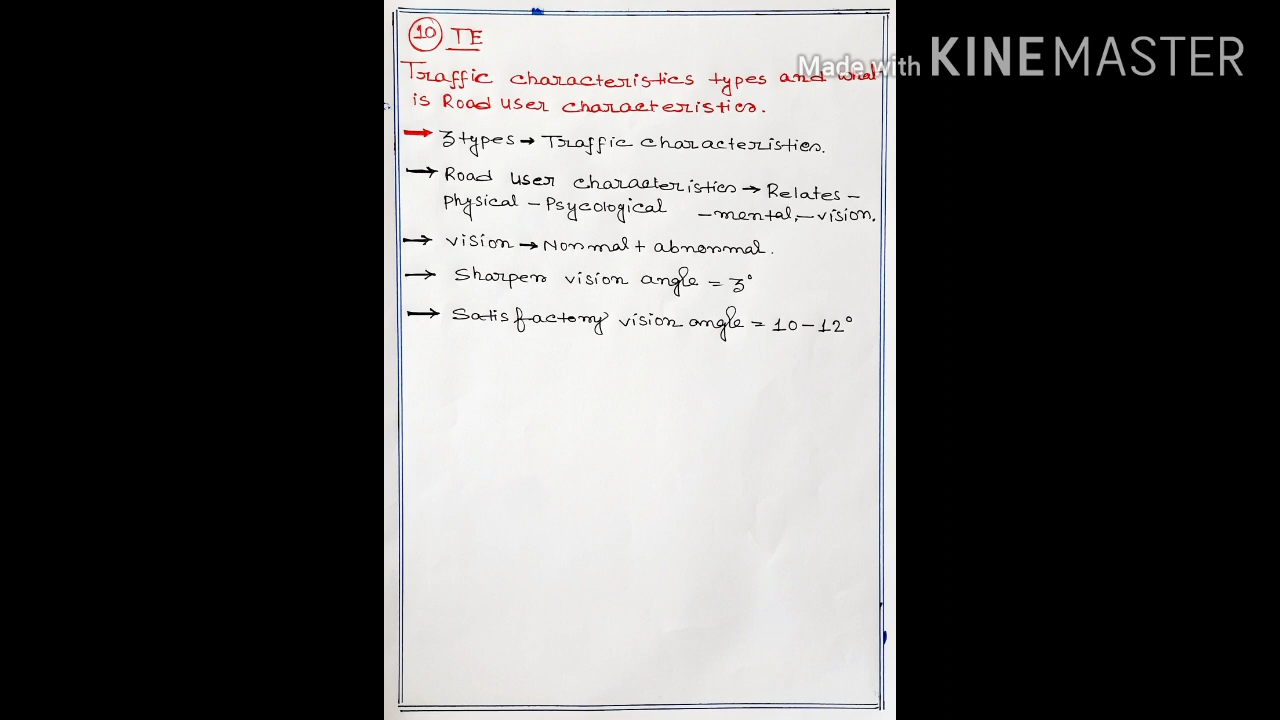 10 TE
Made with KINEMASTER
Traffic characteristics types and what
is Road user characteristics.
→ 3 types → Traffic characteristics.
→ Road user characteristics → Relates -
physical - Psycological - mental, - vision.
→ vision → Normal + abnormal.
→ Sharpen vision angle = 3°
→ Satisfactory vision angle = 10-12°